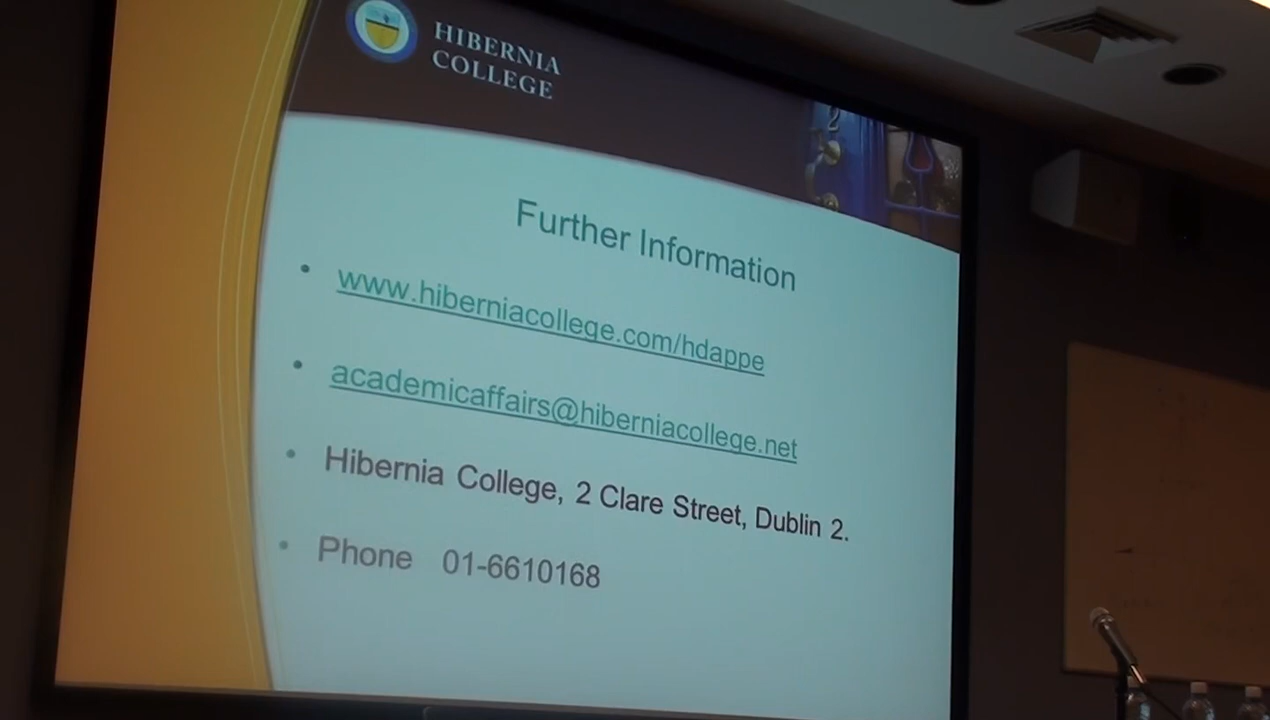 HIBERNIA
COLLEGE
2
Further Information
• www.hiberniacollege.com/hdappe
• academicaffairs@hiberniacollege.net
• Hibernia College, 2 Clare Street, Dublin 2.
• Phone 01-6610168